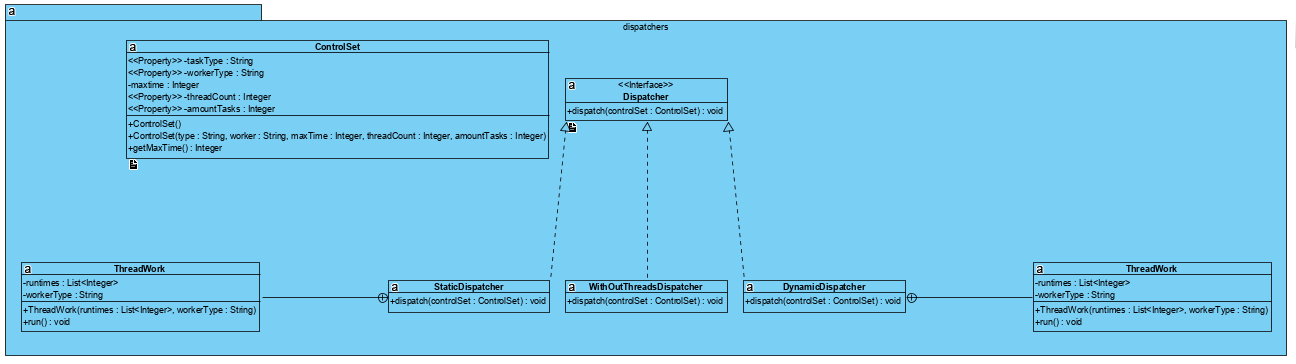 a
dispatchers
a
ControlSet
<<Property>> -taskType : String
<<Property>> -workerType : String
-maxtime : Integer
<<Property>> -threadCount : Integer
<<Property>> -amountTasks : Integer
+ControlSet()
+ControlSet(type : String, worker : String, maxTime : Integer, threadCount : Integer, amountTasks : Integer)
+getMaxTime() : Integer
a
<<Interface>>
Dispatcher
+dispatch(controlSet : ControlSet) : void
a
ThreadWork
-runtimes : List<Integer>
-workerType : String
+ThreadWork(runtimes : List<Integer>, workerType : String)
+run() : void
a
StaticDispatcher
+dispatch(controlSet : ControlSet) : void
a
WithOutThreadsDispatcher
+dispatch(controlSet : ControlSet) : void
a
DynamicDispatcher
+dispatch(controlSet : ControlSet) : void
a
ThreadWork
-runtimes : List<Integer>
-workerType : String
+ThreadWork(runtimes : List<Integer>, workerType : String)
+run() : void